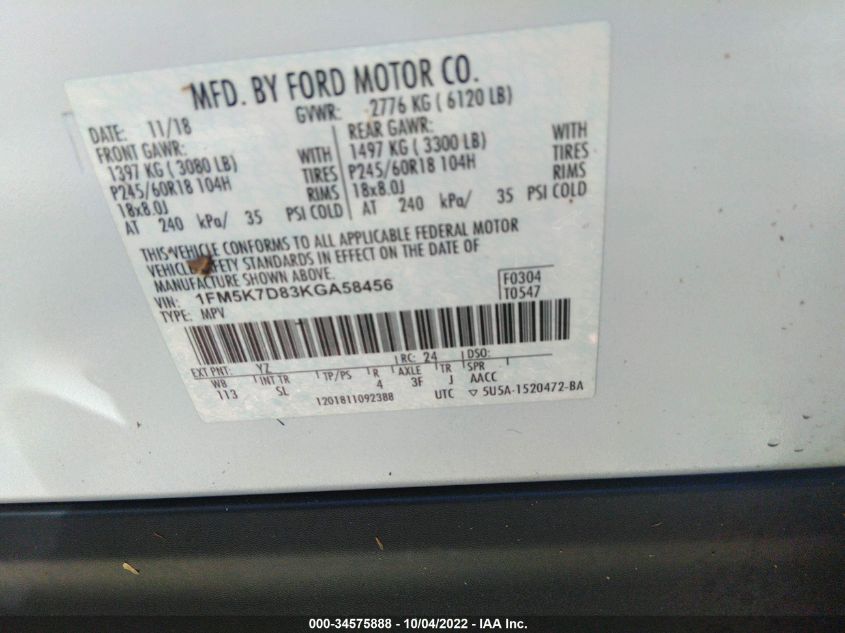 MFD. BY FORD MOTOR CO.
DATE: 11/18 GVWR: 2776 KG ( 6120 LB)
FRONT GAWR: REAR GAWR:
1397 KG ( 3080 LB) WITH 1497 KG ( 3300 LB) WITH
P245/60R18 104H TIRES P245/60R18 104H TIRES
18x8.0J RIMS 18x8.0J RIMS
AT 240 kPa/ 35 PSI COLD AT 240 kPa/ 35 PSI COLD
THIS VEHICLE CONFORMS TO ALL APPLICABLE FEDERAL MOTOR
VEHICLE SAFETY STANDARDS IN EFFECT ON THE DATE OF
MANUFACTURE SHOWN ABOVE.
VIN: 1FM5K7D83KGA58456 F0304
TYPE: MPV T0547
EXT PNT: YZ RC: 24 DSO:
WB INT TR TP/PS R AXLE TR SPR
113 SL 4 3F J AACC
1201811092388 UTC ▽ 5U5A-1520472-BA
000-34575888 - 10/04/2022 - IAA Inc.